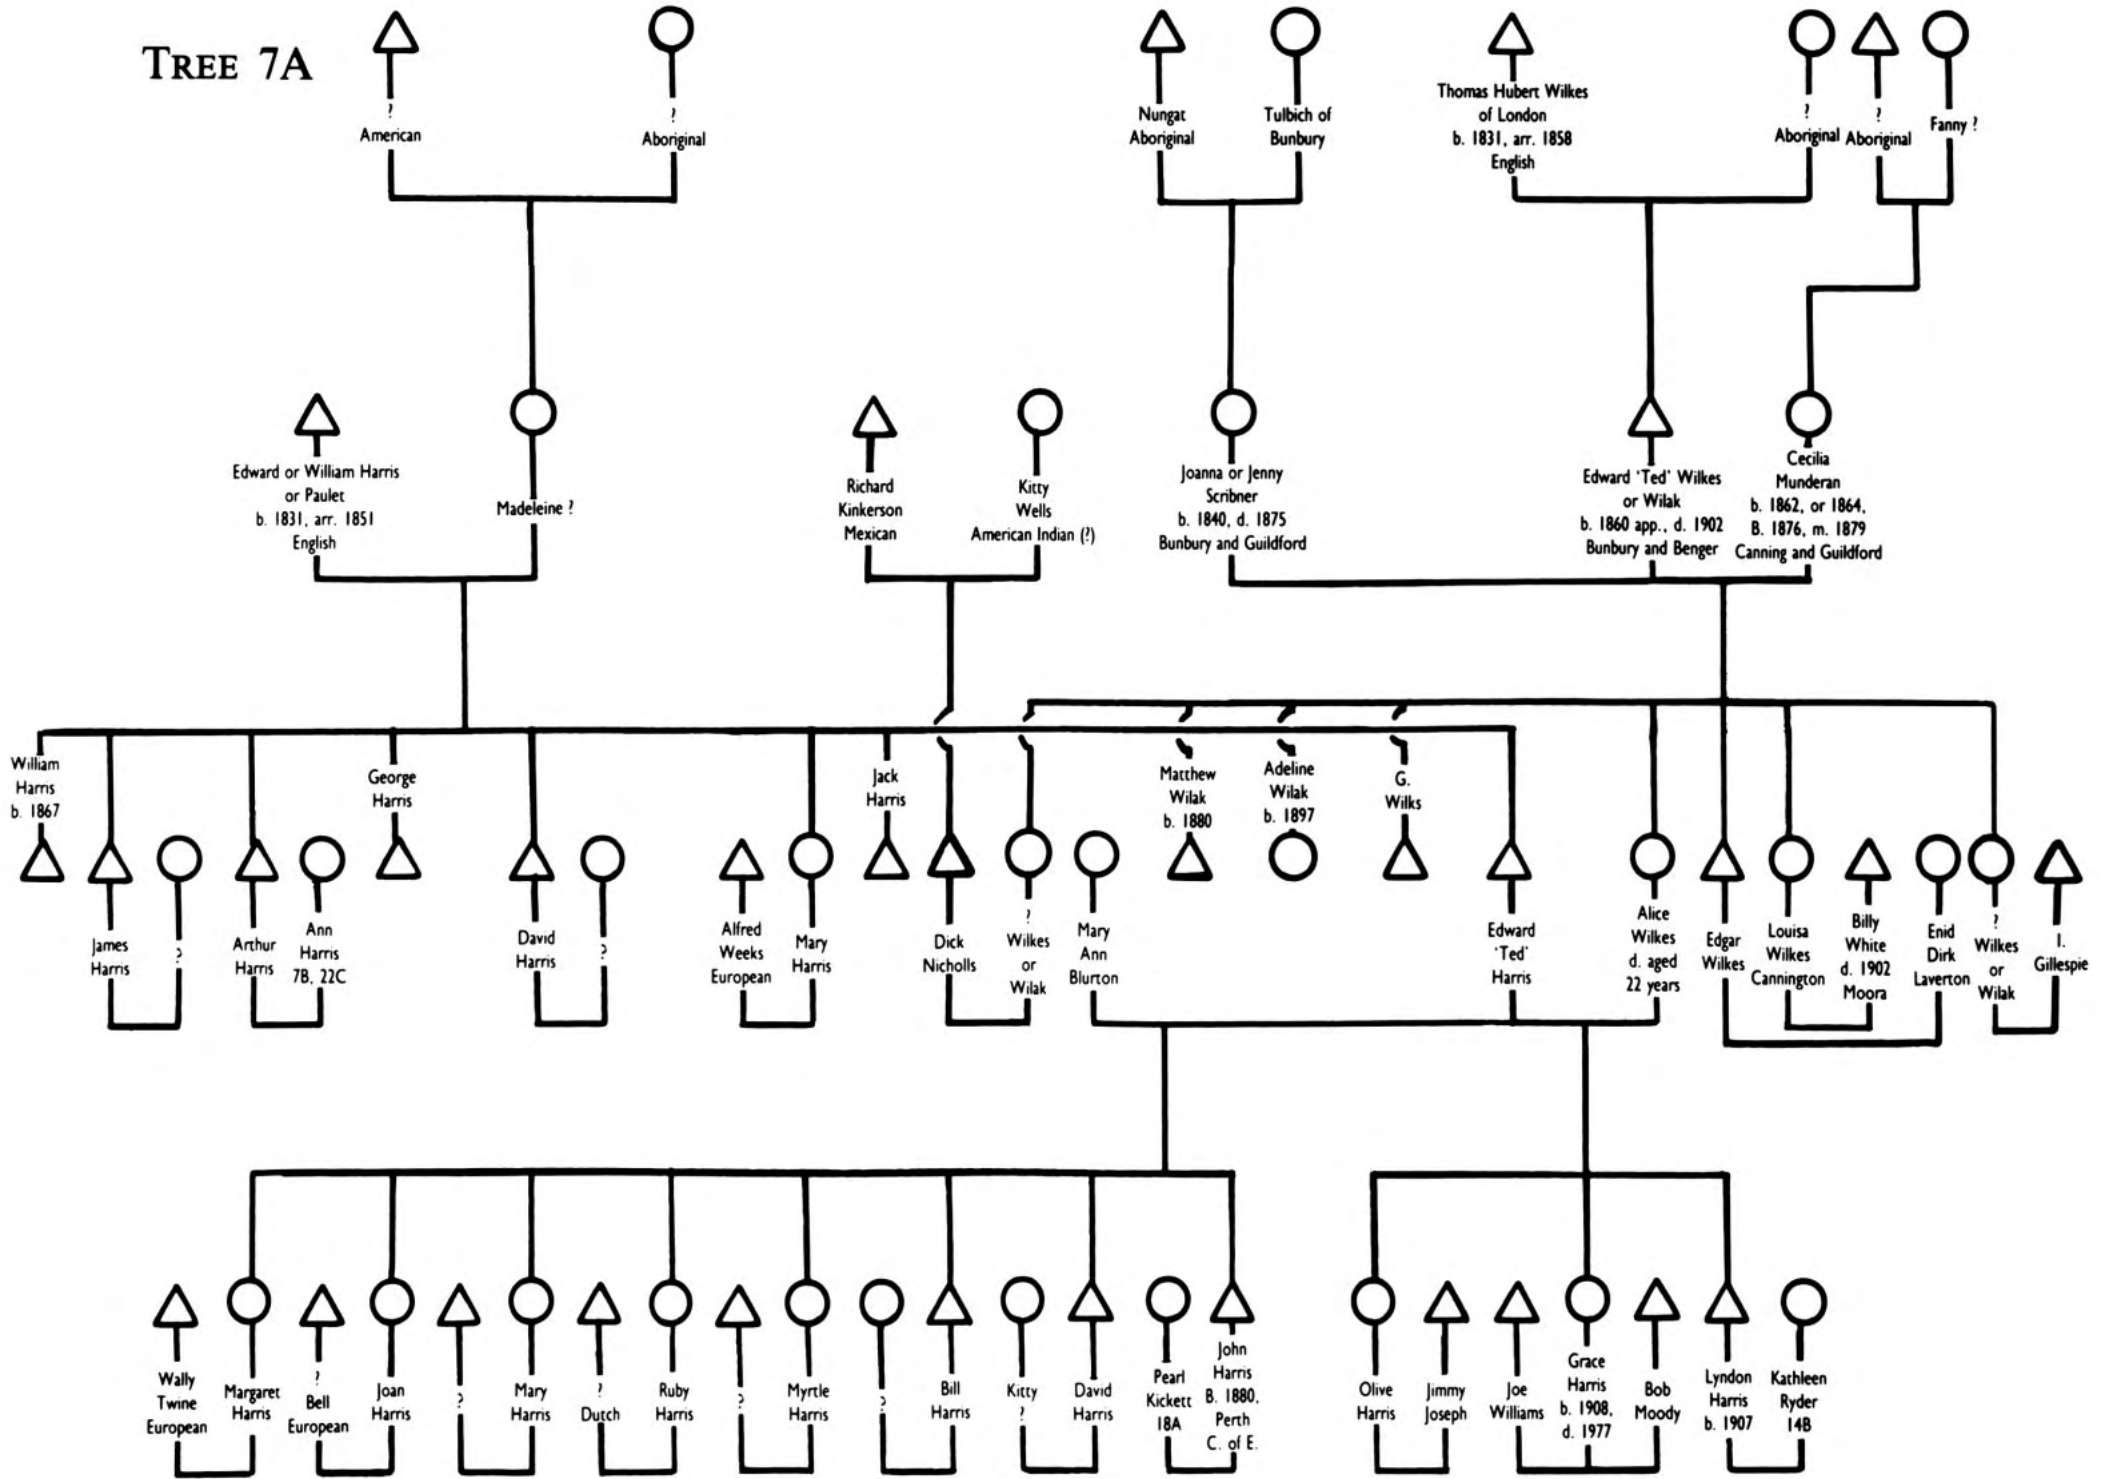 TREE 7A
?
American
?
Aboriginal
Nungat
Aboriginal
Tulbich of
Bunbury
Thomas Hubert Wilkes
of London
b. 1831, arr. 1858
English
?
Aboriginal
?
Aboriginal
Fanny ?
Edward or William Harris
or Paulet
b. 1831, arr. 1851
English
Madeleine ?
Richard
Kinkerson
Mexican
Kitty
Wells
American Indian (?)
Joanna or Jenny
Scribner
b. 1840, d. 1875
Bunbury and Guildford
Edward 'Ted' Wilkes
or Wilak
b. 1860 app., d. 1902
Bunbury and Benger
Cecilia
Munderan
b. 1862, or 1864,
B. 1876, m. 1879
Canning and Guildford
William
Harris
b. 1867
James
Harris
?
Arthur
Harris
Ann
Harris
7B, 22C
George
Harris
David
Harris
?
Alfred
Weeks
European
Mary
Harris
Jack
Harris
Dick
Nicholls
?
Wilkes
or
Wilak
Mary
Ann
Blurton
Matthew
Wilak
b. 1880
Adeline
Wilak
b. 1897
G.
Wilks
Edward
'Ted'
Harris
Alice
Wilkes
d. aged
22 years
Edgar
Wilkes
Louisa
Wilkes
Cannington
Billy
White
d. 1902
Moora
Enid
Dirk
Laverton
?
Wilkes
or
Wilak
I.
Gillespie
Wally
Twine
European
Margaret
Harris
?
Bell
European
Joan
Harris
?
Mary
Harris
?
Dutch
Ruby
Harris
?
Myrtle
Harris
?
Bill
Harris
Kitty
?
David
Harris
Pearl
Kickett
18A
John
Harris
B. 1880,
Perth
C. of E.
Olive
Harris
Jimmy
Joseph
Joe
Williams
Grace
Harris
b. 1908,
d. 1977
Bob
Moody
Lyndon
Harris
b. 1907
Kathleen
Ryder
14B